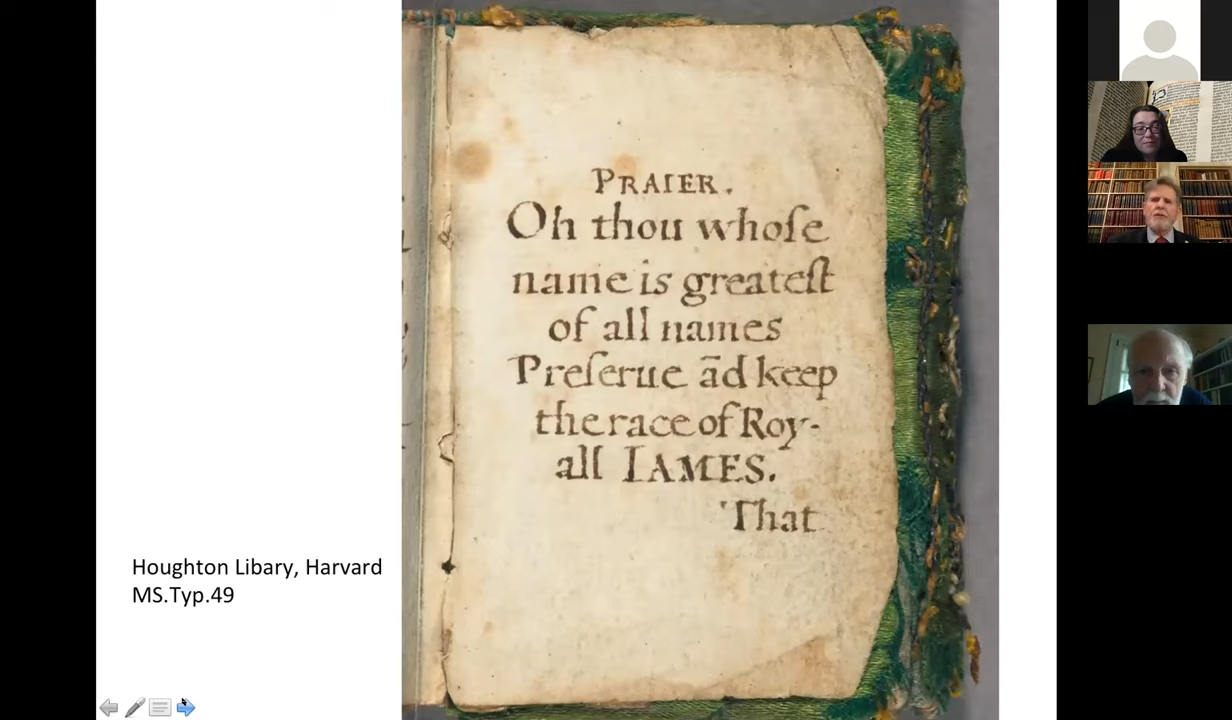 PRAIER.
Oh thou whoſe
name is greateſt
of all names
Preſerue ād keep
the race of Roy-
all IAMES.
That
Houghton Libary, Harvard
MS.Typ.49